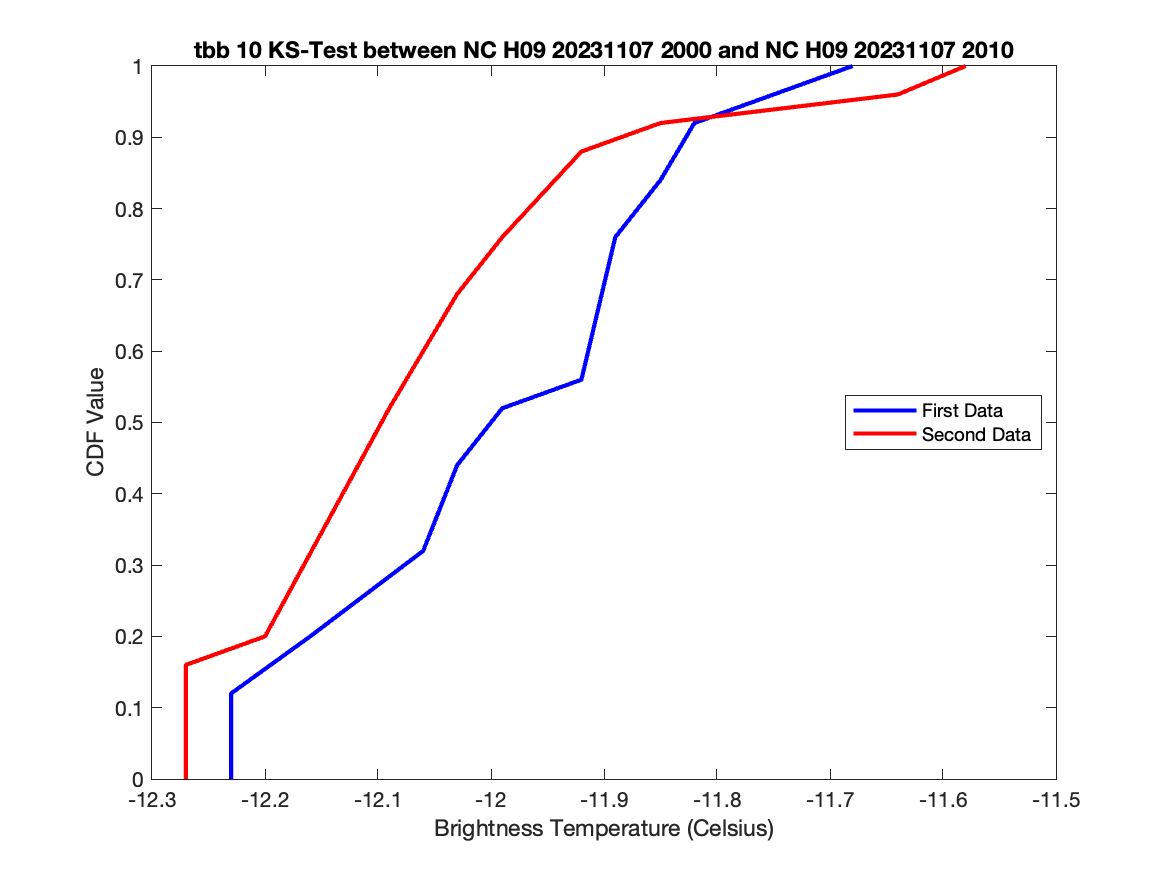 tbb 10 KS-Test between NC H09 20231107 2000 and NC H09 20231107 2010
1
0.9
0.8
0.7
0.6
0.5
0.4
0.3
0.2
0.1
0
CDF Value
First Data
Second Data
-12.3 -12.2 -12.1 -12 -11.9 -11.8 -11.7 -11.6 -11.5
Brightness Temperature (Celsius)